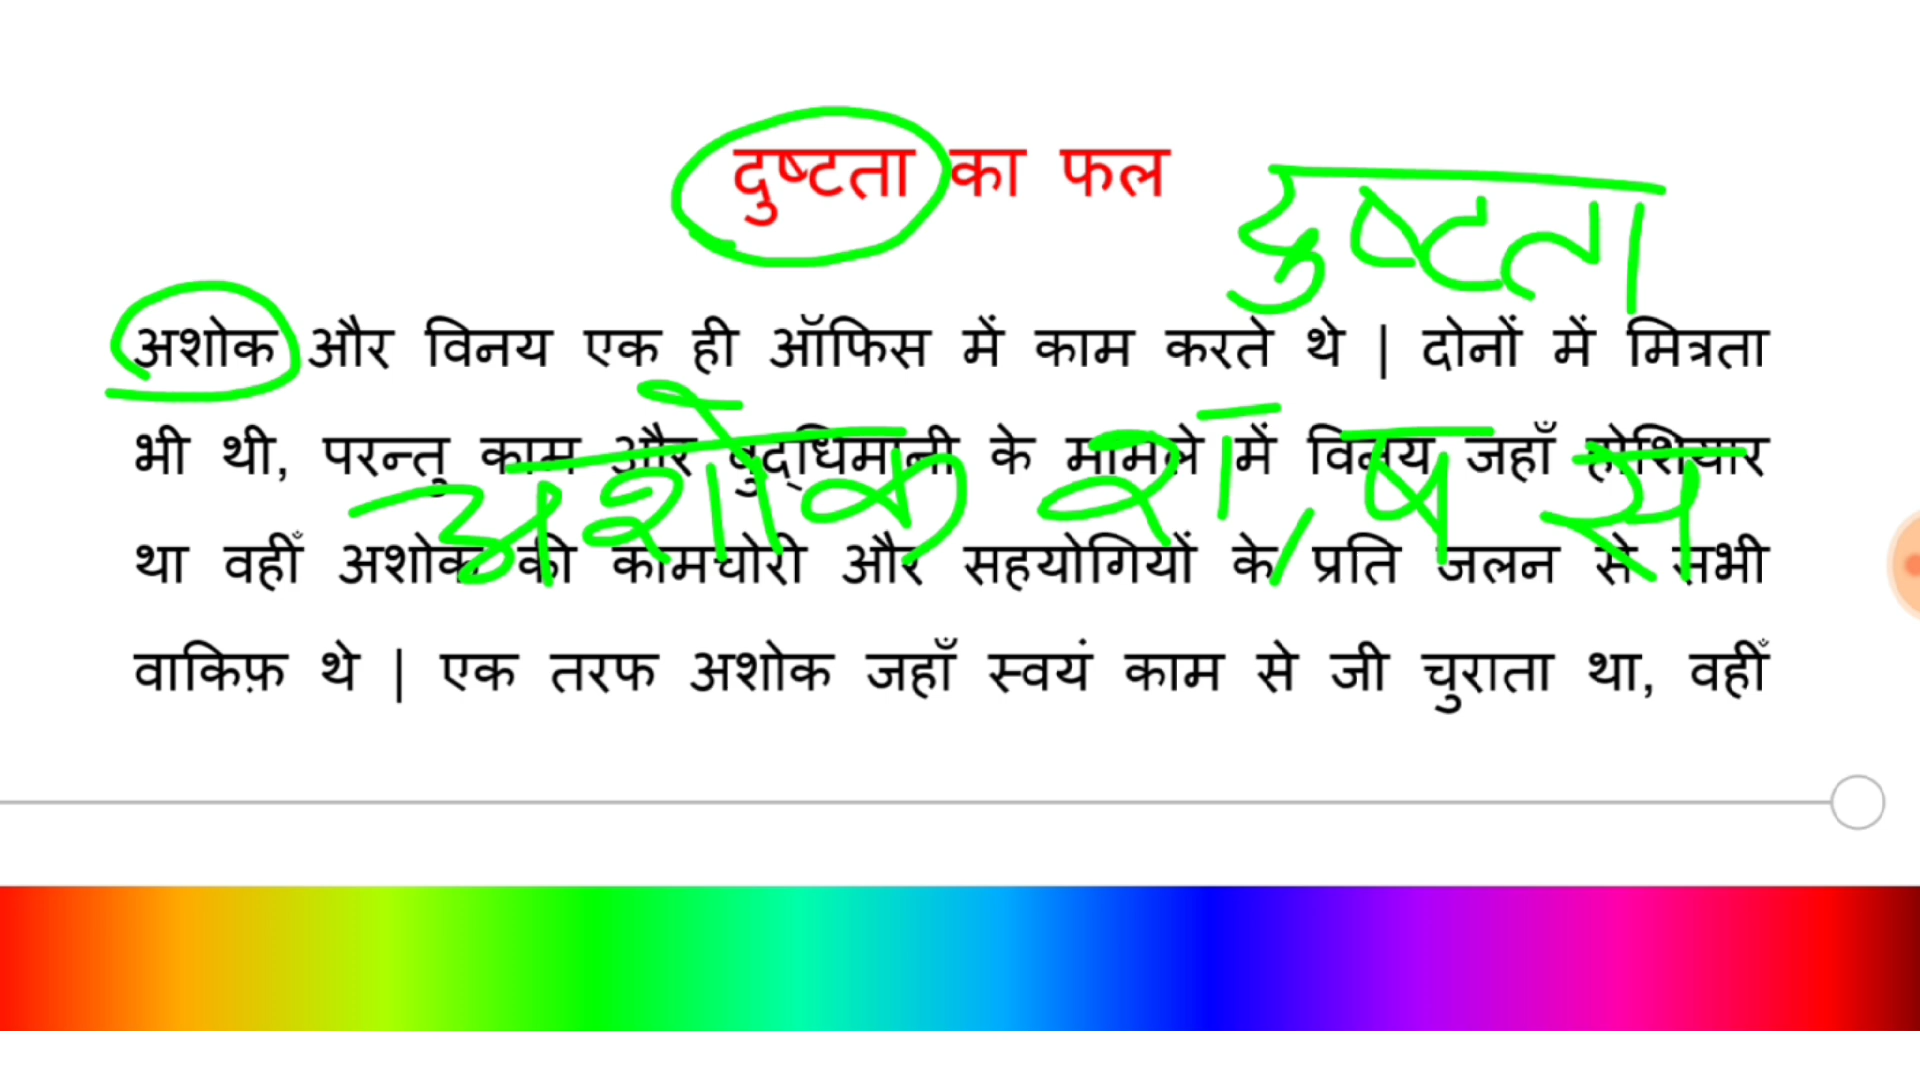 दुष्टता का फल
दुष्टता
अशोक और विनय एक ही ऑफिस में काम करते थे | दोनों में मित्रता
भी थी, परन्तु काम और बुद्धिमानी के मामले में विनय जहाँ होशियार
अशोक श, ष स
था वहीँ अशोक की कामचोरी और सहयोगियों के प्रति जलन से सभी
वाकिफ़ थे | एक तरफ अशोक जहाँ स्वयं काम से जी चुराता था, वहीँ